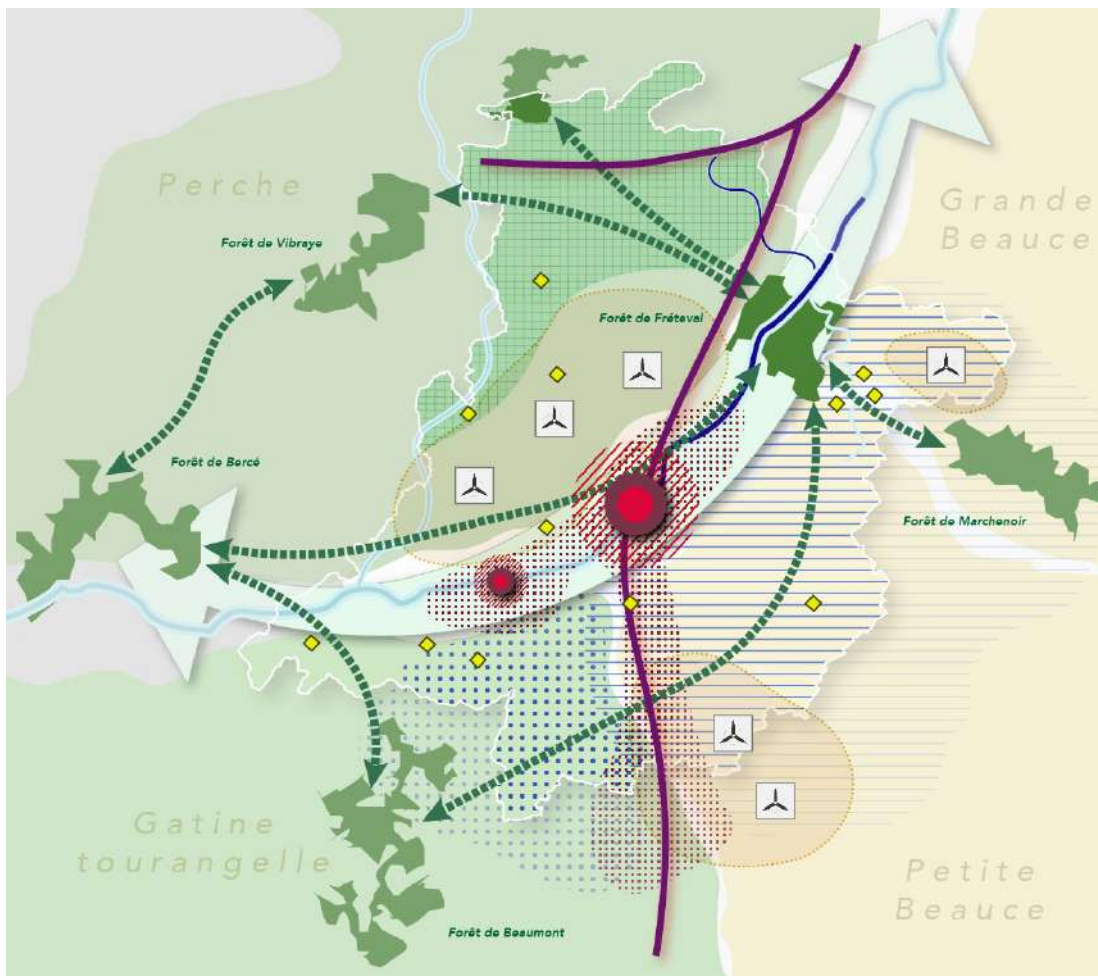 Perche
Grande
Beauce
Forêt de Vibraye
Forêt de Fréteval
Forêt de Bercé
Forêt de Marchenoir
Gatine
tourangelle
Petite
Beauce
Forêt de Beaumont